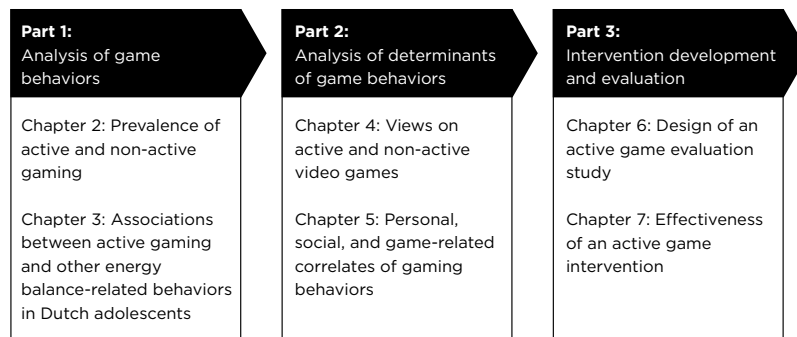 Part 1:
Analysis of game
behaviors
Chapter 2: Prevalence of
active and non-active
gaming
Chapter 3: Associations
between active gaming
and other energy
balance-related behaviors
in Dutch adolescents
Part 2:
Analysis of determinants
of game behaviors
Chapter 4: Views on
active and non-active
video games
Chapter 5: Personal,
social, and game-related
correlates of gaming
behaviors
Part 3:
Intervention development
and evaluation
Chapter 6: Design of an
active game evaluation
study
Chapter 7: Effectiveness
of an active game
intervention